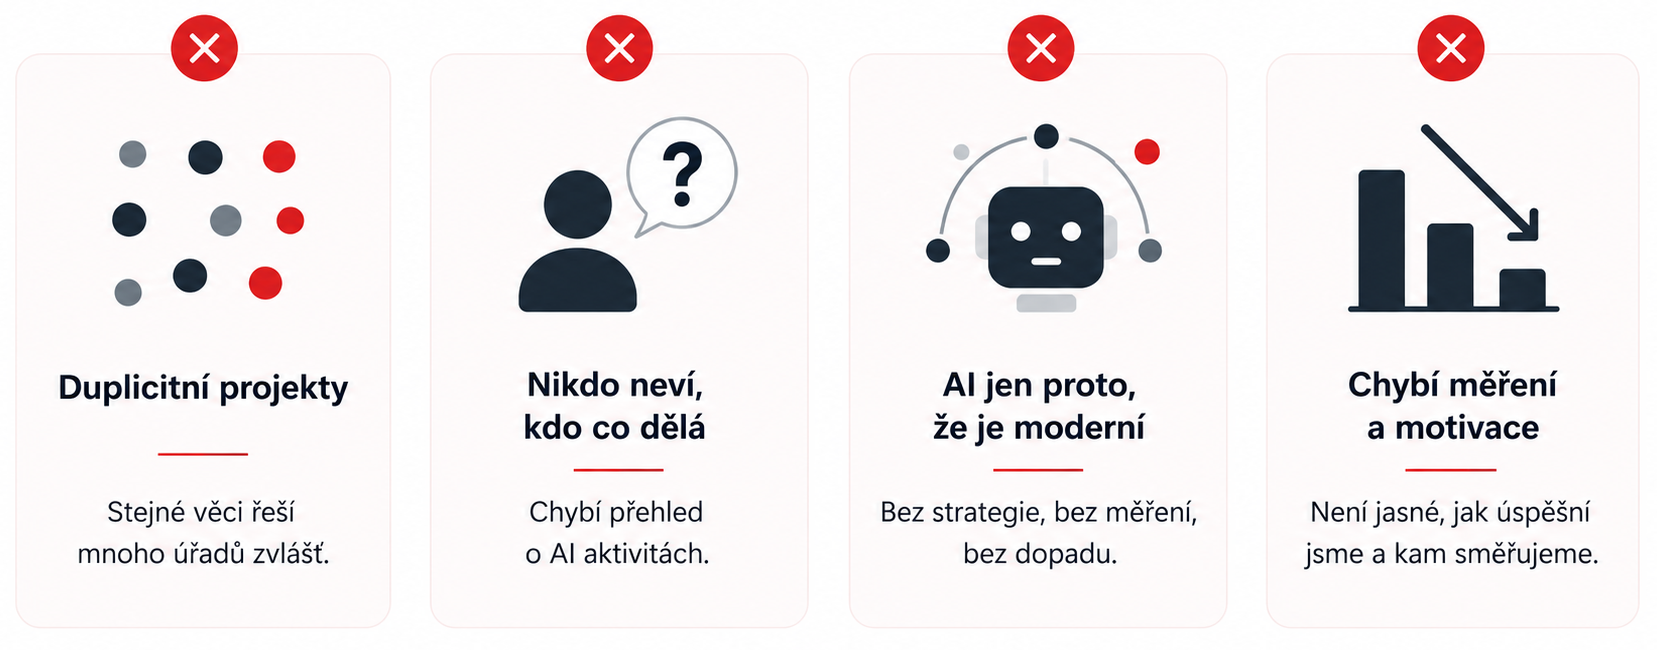 ?
Duplicitní projekty
Stejné věci řeší
mnoho úřadů zvlášť.
Nikdo neví,
kdo co dělá
Chybí přehled
o AI aktivitách.
AI jen proto,
že je moderní
Bez strategie, bez měření,
bez dopadu.
Chybí měření
a motivace
Není jasné, jak úspěšní
jsme a kam směřujeme.